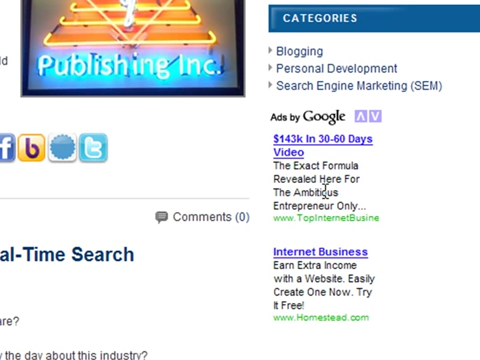 CATEGORIES
Blogging
Personal Development
Search Engine Marketing (SEM)
Publishing Inc.
Ads by Google
$143k In 30-60 Days
Video
The Exact Formula
Revealed Here For
The Ambitious
Entrepreneur Only...
www.TopInternetBusine
Comments (0)
al-Time Search
Internet Business
Earn Extra Income
with a Website. Easily
Create One Now. Try
It Free!
www.Homestead.com
are?
y the day about this industry?